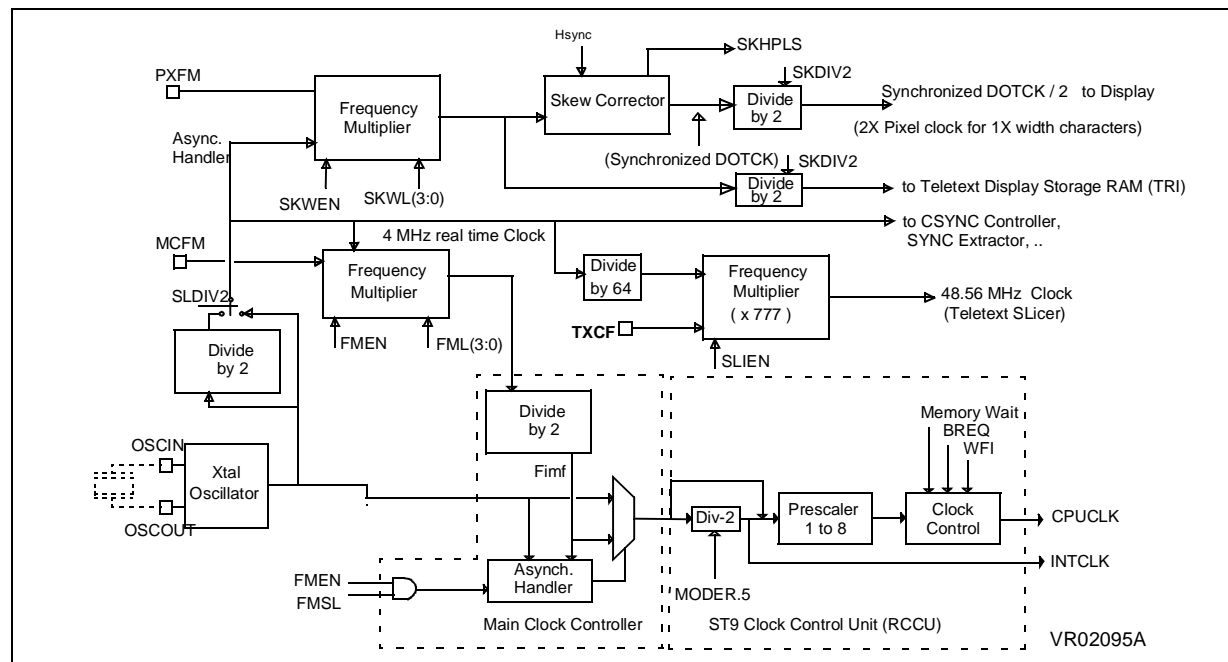 Hsync
SKHPLS
PXFM
SKDIV2
Frequency
Multiplier
Skew Corrector
Divide
by 2
Synchronized DOTCK / 2 to Display
(2X Pixel clock for 1X width characters)
Async.
Handler
(Synchronized DOTCK)
SKDIV2
SKWEN
SKWL(3:0)
Divide
by 2
to Teletext Display Storage RAM (TRI)
MCFM
4 MHz real time Clock
to CSYNC Controller,
SYNC Extractor, ..
Frequency
Multiplier
Divide
by 64
Frequency
Multiplier
( x 777 )
48.56 MHz Clock
(Teletext SLicer)
SLDIV2
TXCF
FMEN
FML(3:0)
SLIEN
Divide
by 2
Divide
by 2
Memory Wait
BREQ
WFI
OSCIN
Xtal
Oscillator
OSCOUT
Fimf
Div-2
Prescaler
1 to 8
Clock
Control
CPUCLK
INTCLK
FMEN
FMSL
Asynch.
Handler
MODER.5
Main Clock Controller
ST9 Clock Control Unit (RCCU)
VR02095A